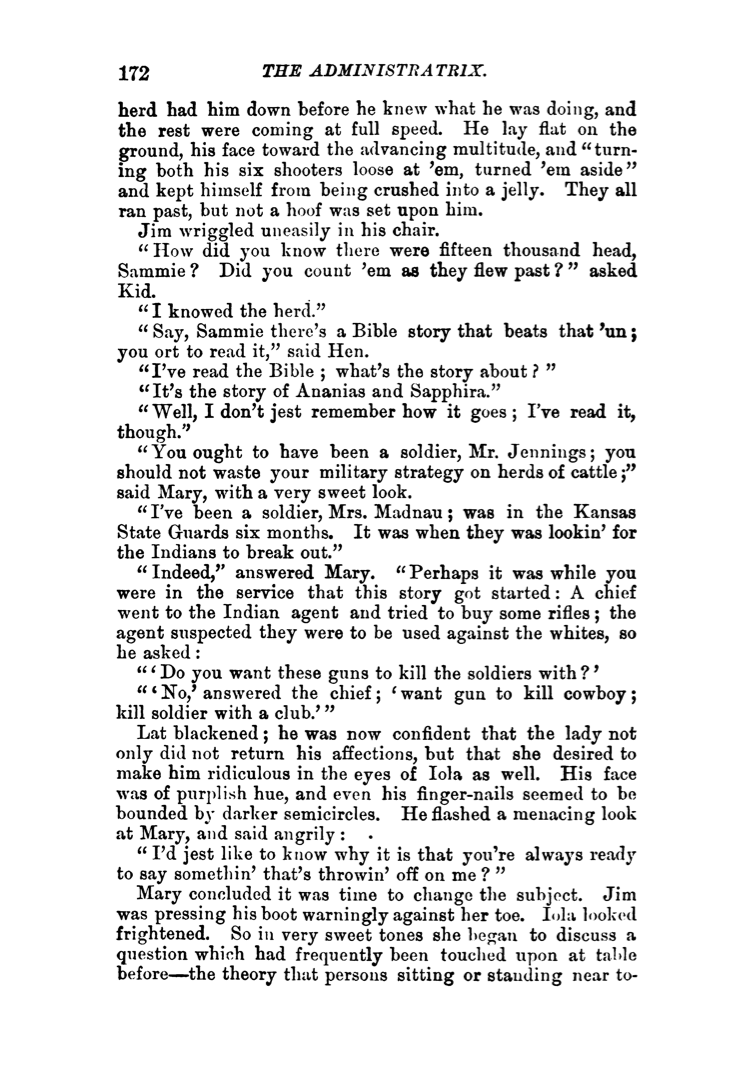 172 THE ADMINISTRATRIX.
herd had him down before he knew what he was doing, and
the rest were coming at full speed. He lay flat on the
ground, his face toward the advancing multitude, and “turn-
ing both his six shooters loose at ’em, turned ’em aside”
and kept himself from being crushed into a jelly. They all
ran past, but not a hoof was set upon him.
Jim wriggled uneasily in his chair.
“How did you know there were fifteen thousand head,
Sammie? Did you count ’em as they flew past?” asked
Kid.
“I knowed the herd.”
“Say, Sammie there’s a Bible story that beats that ’un;
you ort to read it,” said Hen.
“I’ve read the Bible; what’s the story about?”
“It’s the story of Ananias and Sapphira.”
“Well, I don’t jest remember how it goes; I’ve read it,
though.”
“You ought to have been a soldier, Mr. Jennings; you
should not waste your military strategy on herds of cattle;”
said Mary, with a very sweet look.
“I’ve been a soldier, Mrs. Madnau; was in the Kansas
State Guards six months. It was when they was lookin’ for
the Indians to break out.”
“Indeed,” answered Mary. “Perhaps it was while you
were in the service that this story got started: A chief
went to the Indian agent and tried to buy some rifles; the
agent suspected they were to be used against the whites, so
he asked:
“‘Do you want these guns to kill the soldiers with?’
“‘No,’ answered the chief; ‘want gun to kill cowboy;
kill soldier with a club.’”
Lat blackened; he was now confident that the lady not
only did not return his affections, but that she desired to
make him ridiculous in the eyes of Iola as well. His face
was of purplish hue, and even his finger-nails seemed to be
bounded by darker semicircles. He flashed a menacing look
at Mary, and said angrily:
“I’d jest like to know why it is that you’re always ready
to say somethin’ that’s throwin’ off on me?”
Mary concluded it was time to change the subject. Jim
was pressing his boot warningly against her toe. Iola looked
frightened. So in very sweet tones she began to discuss a
question which had frequently been touched upon at table
before—the theory that persons sitting or standing near to-